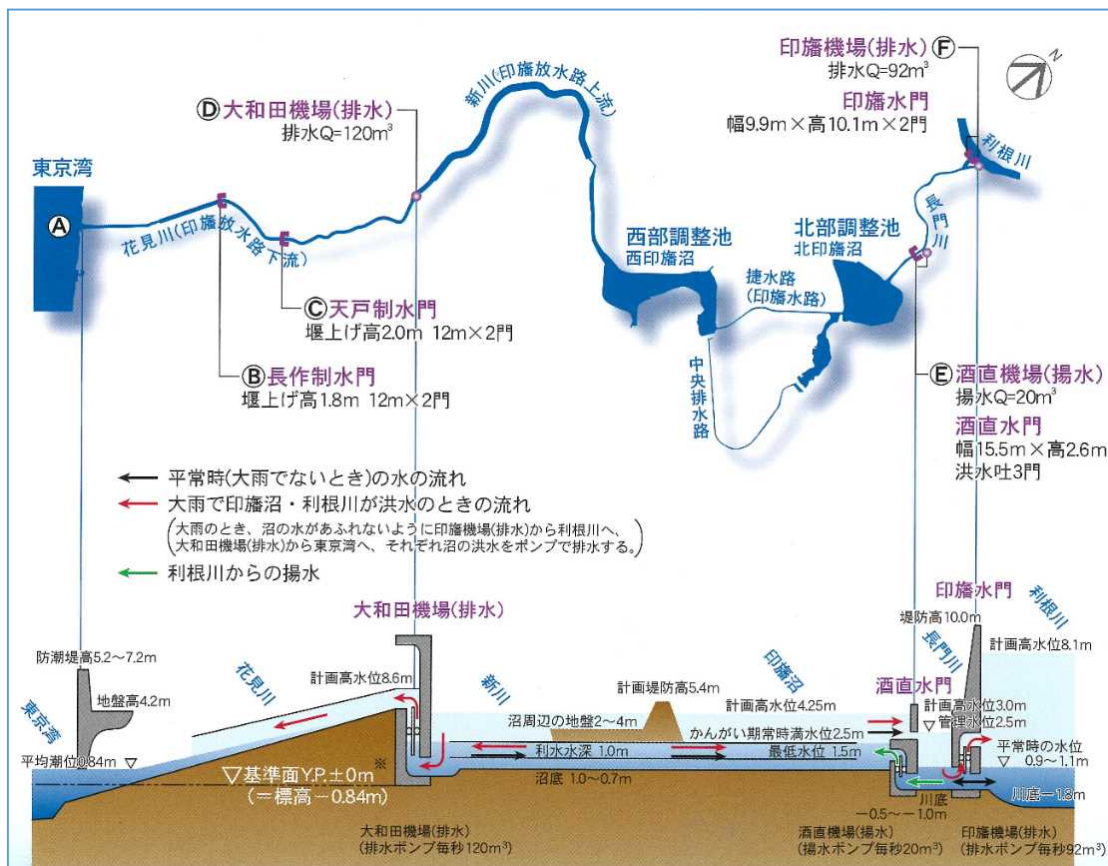 印旛機場(排水) Ⓕ
排水Q=92m³
印旛水門
幅9.9m×高10.1m×2門
N
新川(印旛放水路上流)
Ⓓ 大和田機場(排水)
排水Q=120m³
利根川
東京湾
Ⓐ
花見川(印旛放水路下流)
長門川
西部調整池
西印旛沼
北部調整池
北印旛沼
捷水路
(印旛水路)
中央排水路
Ⓒ 天戸制水門
堰上げ高2.0m 12m×2門
Ⓑ 長作制水門
堰上げ高1.8m 12m×2門
Ⓔ 酒直機場(揚水)
揚水Q=20m³
酒直水門
幅15.5m×高2.6m
洪水吐3門
平常時(大雨でないとき)の水の流れ
大雨で印旛沼・利根川が洪水のときの流れ
(大雨のとき、沼の水があふれないように印旛機場(排水)から利根川へ、
大和田機場(排水)から東京湾へ、それぞれ沼の洪水をポンプで排水する。)
利根川からの揚水
大和田機場(排水)
印旛水門
利根川
堤防高10.0m
長門川
計画高水位8.1m
防潮堤高5.2〜7.2m
地盤高4.2m
東京湾
平均潮位0.84m ▽
花見川
計画高水位8.6m
新川
印旛沼
計画堤防高5.4m
計画高水位4.25m
酒直水門
計画高水位3.0m
▽ 管理水位2.5m
沼周辺の地盤2〜4m
かんがい期常時満水位2.5m
利水水深 1.0m
最低水位 1.5m
平常時の水位
▽ 0.9〜1.1m
▽基準面Y.P.±0m※
(=標高−0.84m)
沼底 1.0〜0.7m
川底
−0.5〜−1.0m
川底−1.8m
大和田機場(排水)
(排水ポンプ毎秒120m³)
酒直機場(揚水)
(揚水ポンプ毎秒20m³)
印旛機場(排水)
(排水ポンプ毎秒92m³)